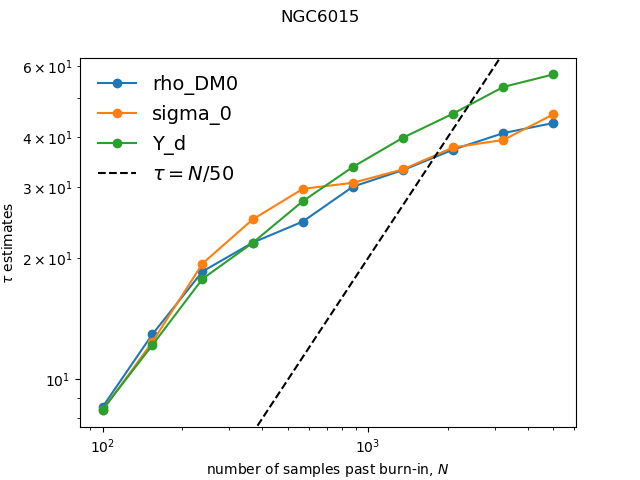 NGC6015
6 × 10¹
4 × 10¹
3 × 10¹
2 × 10¹
10¹
τ estimates
rho_DM0
sigma_0
Y_d
τ = N/50
10² 10³
number of samples past burn-in, N